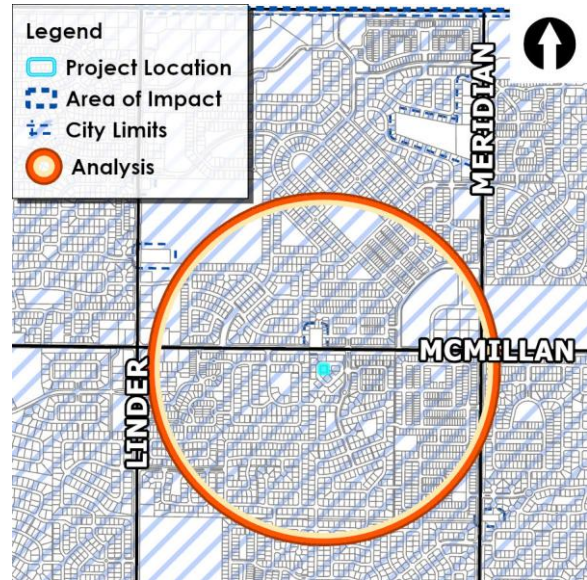 Legend
Project Location
Area of Impact
City Limits
Analysis
MERIDIAN
MCMILLAN
LINDER